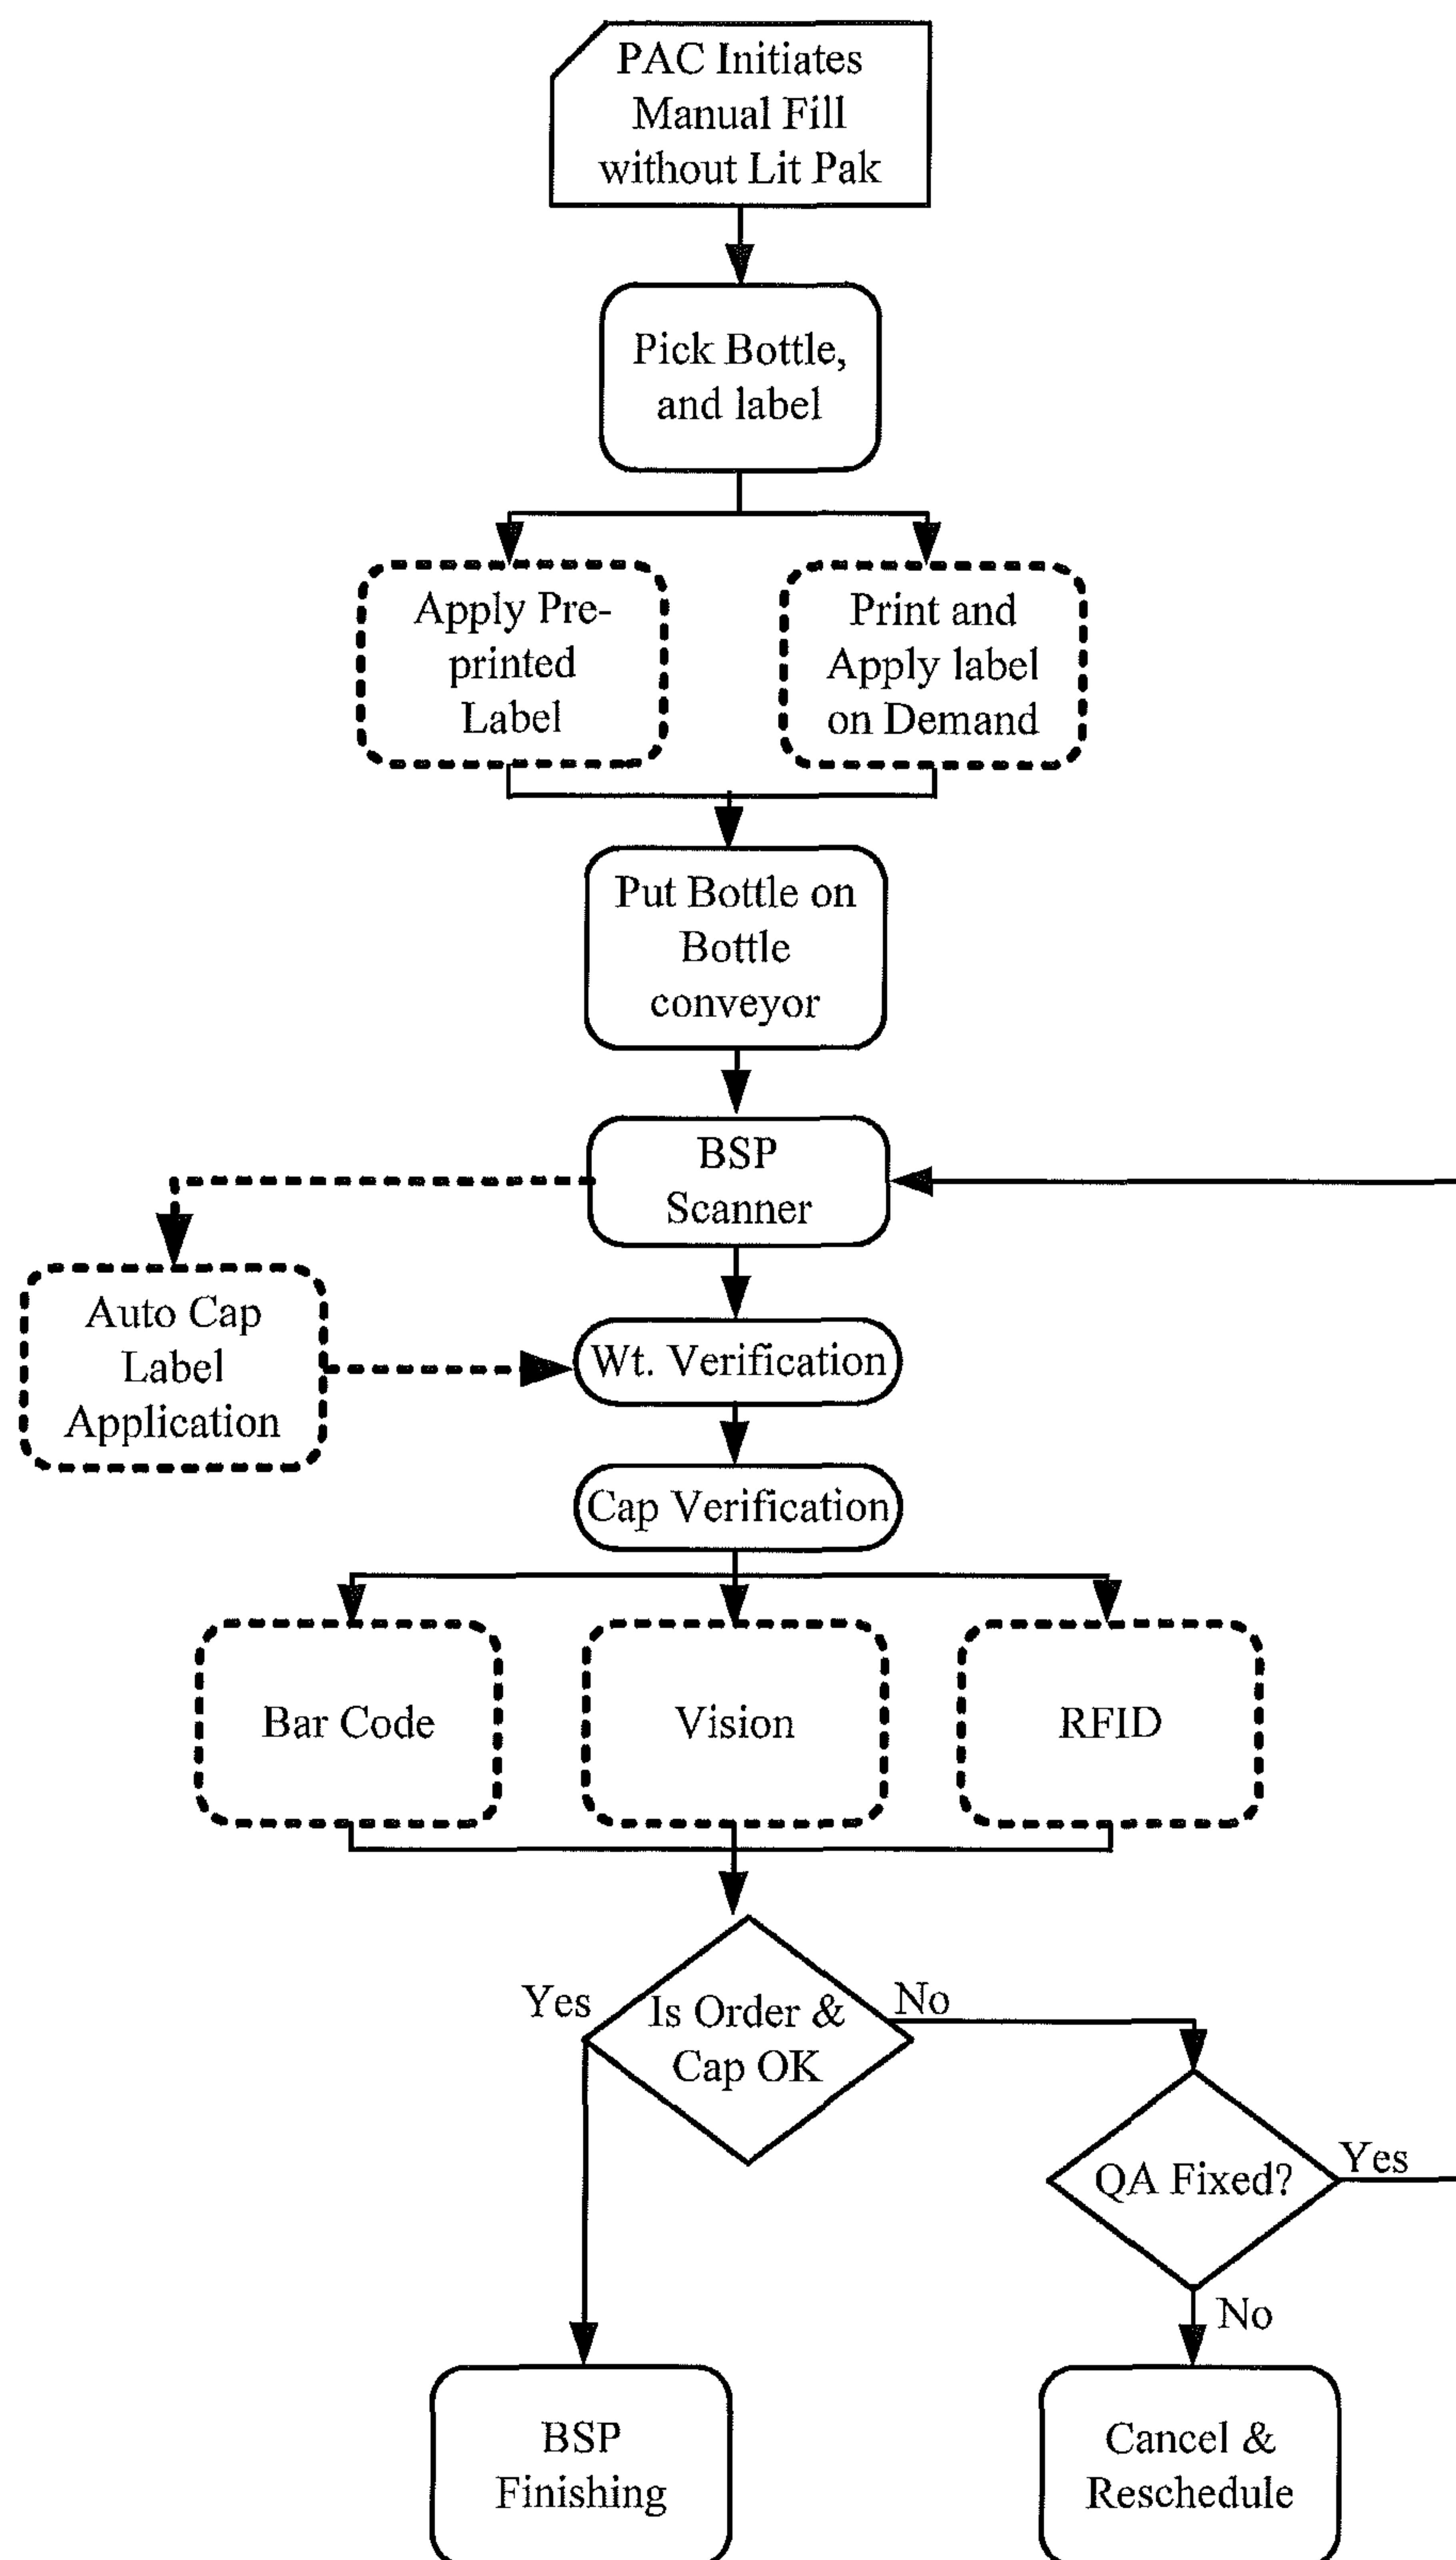 PAC Initiates
Manual Fill
without Lit Pak
Pick Bottle,
and label
Apply Pre-
printed
Label
Print and
Apply label
on Demand
Put Bottle on
Bottle
conveyor
BSP
Scanner
Auto Cap
Label
Application
Wt. Verification
Cap Verification
Bar Code
Vision
RFID
Yes
Is Order &
Cap OK
No
QA Fixed?
Yes
No
BSP
Finishing
Cancel &
Reschedule